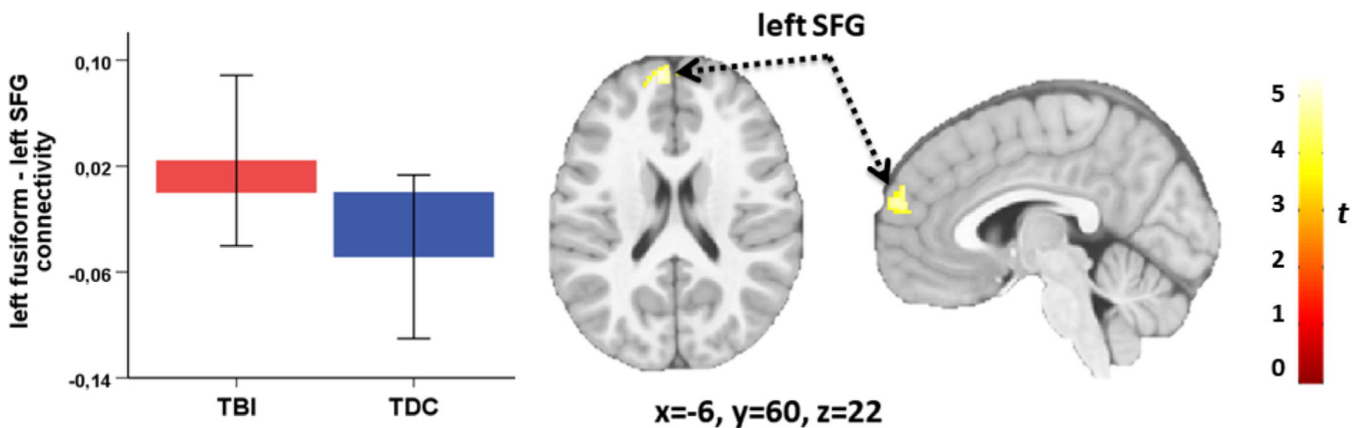 left fusiform - left SFG
connectivity
0,10
0,02
-0,06
-0,14
TBI TDC
left SFG
x=-6, y=60, z=22
5
4
3
2
1
0
t